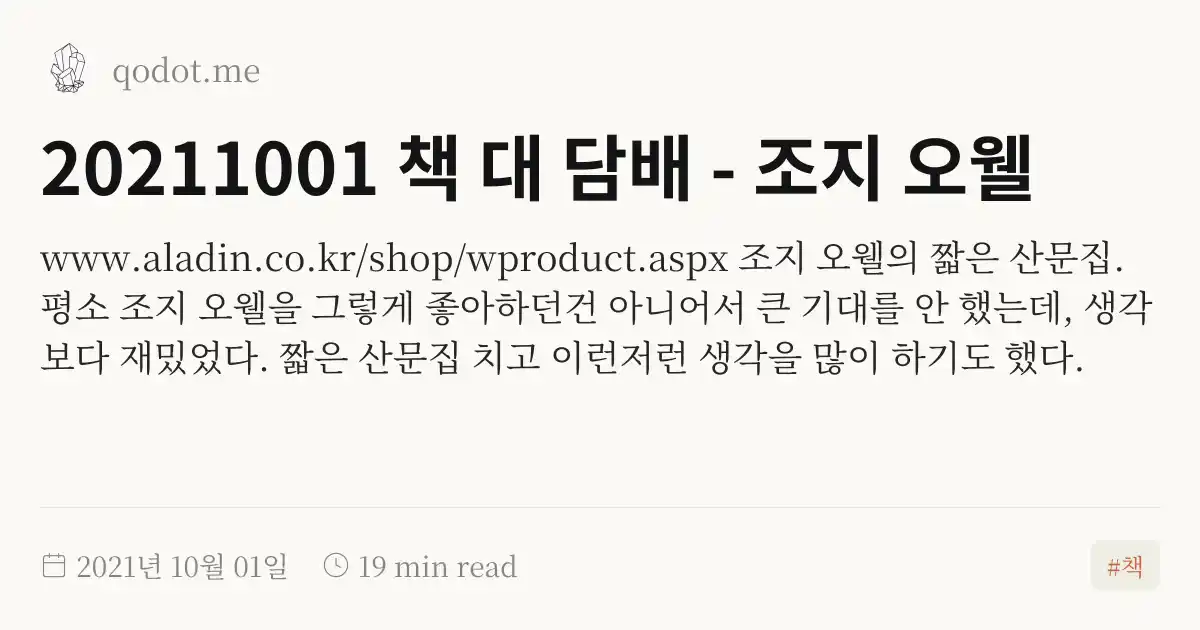 qodot.me
20211001 책 대 담배 - 조지 오웰
www.aladin.co.kr/shop/wproduct.aspx 조지 오웰의 짧은 산문집.
평소 조지 오웰을 그렇게 좋아하던건 아니어서 큰 기대를 안 했는데, 생각
보다 재밌었다. 짧은 산문집 치고 이런저런 생각을 많이 하기도 했다.
2021년 10월 01일
19 min read
#책